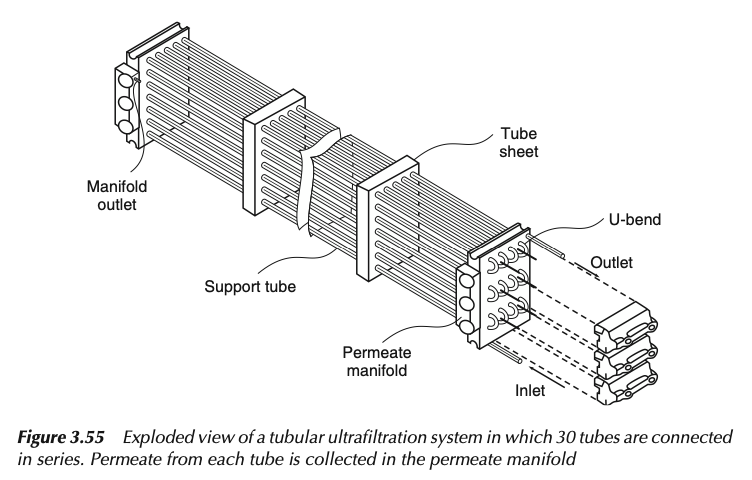 Tube
sheet
U-bend
Outlet
Manifold
outlet
Support tube
Permeate
manifold
Inlet
Figure 3.55 Exploded view of a tubular ultrafiltration system in which 30 tubes are connected
in series. Permeate from each tube is collected in the permeate manifold